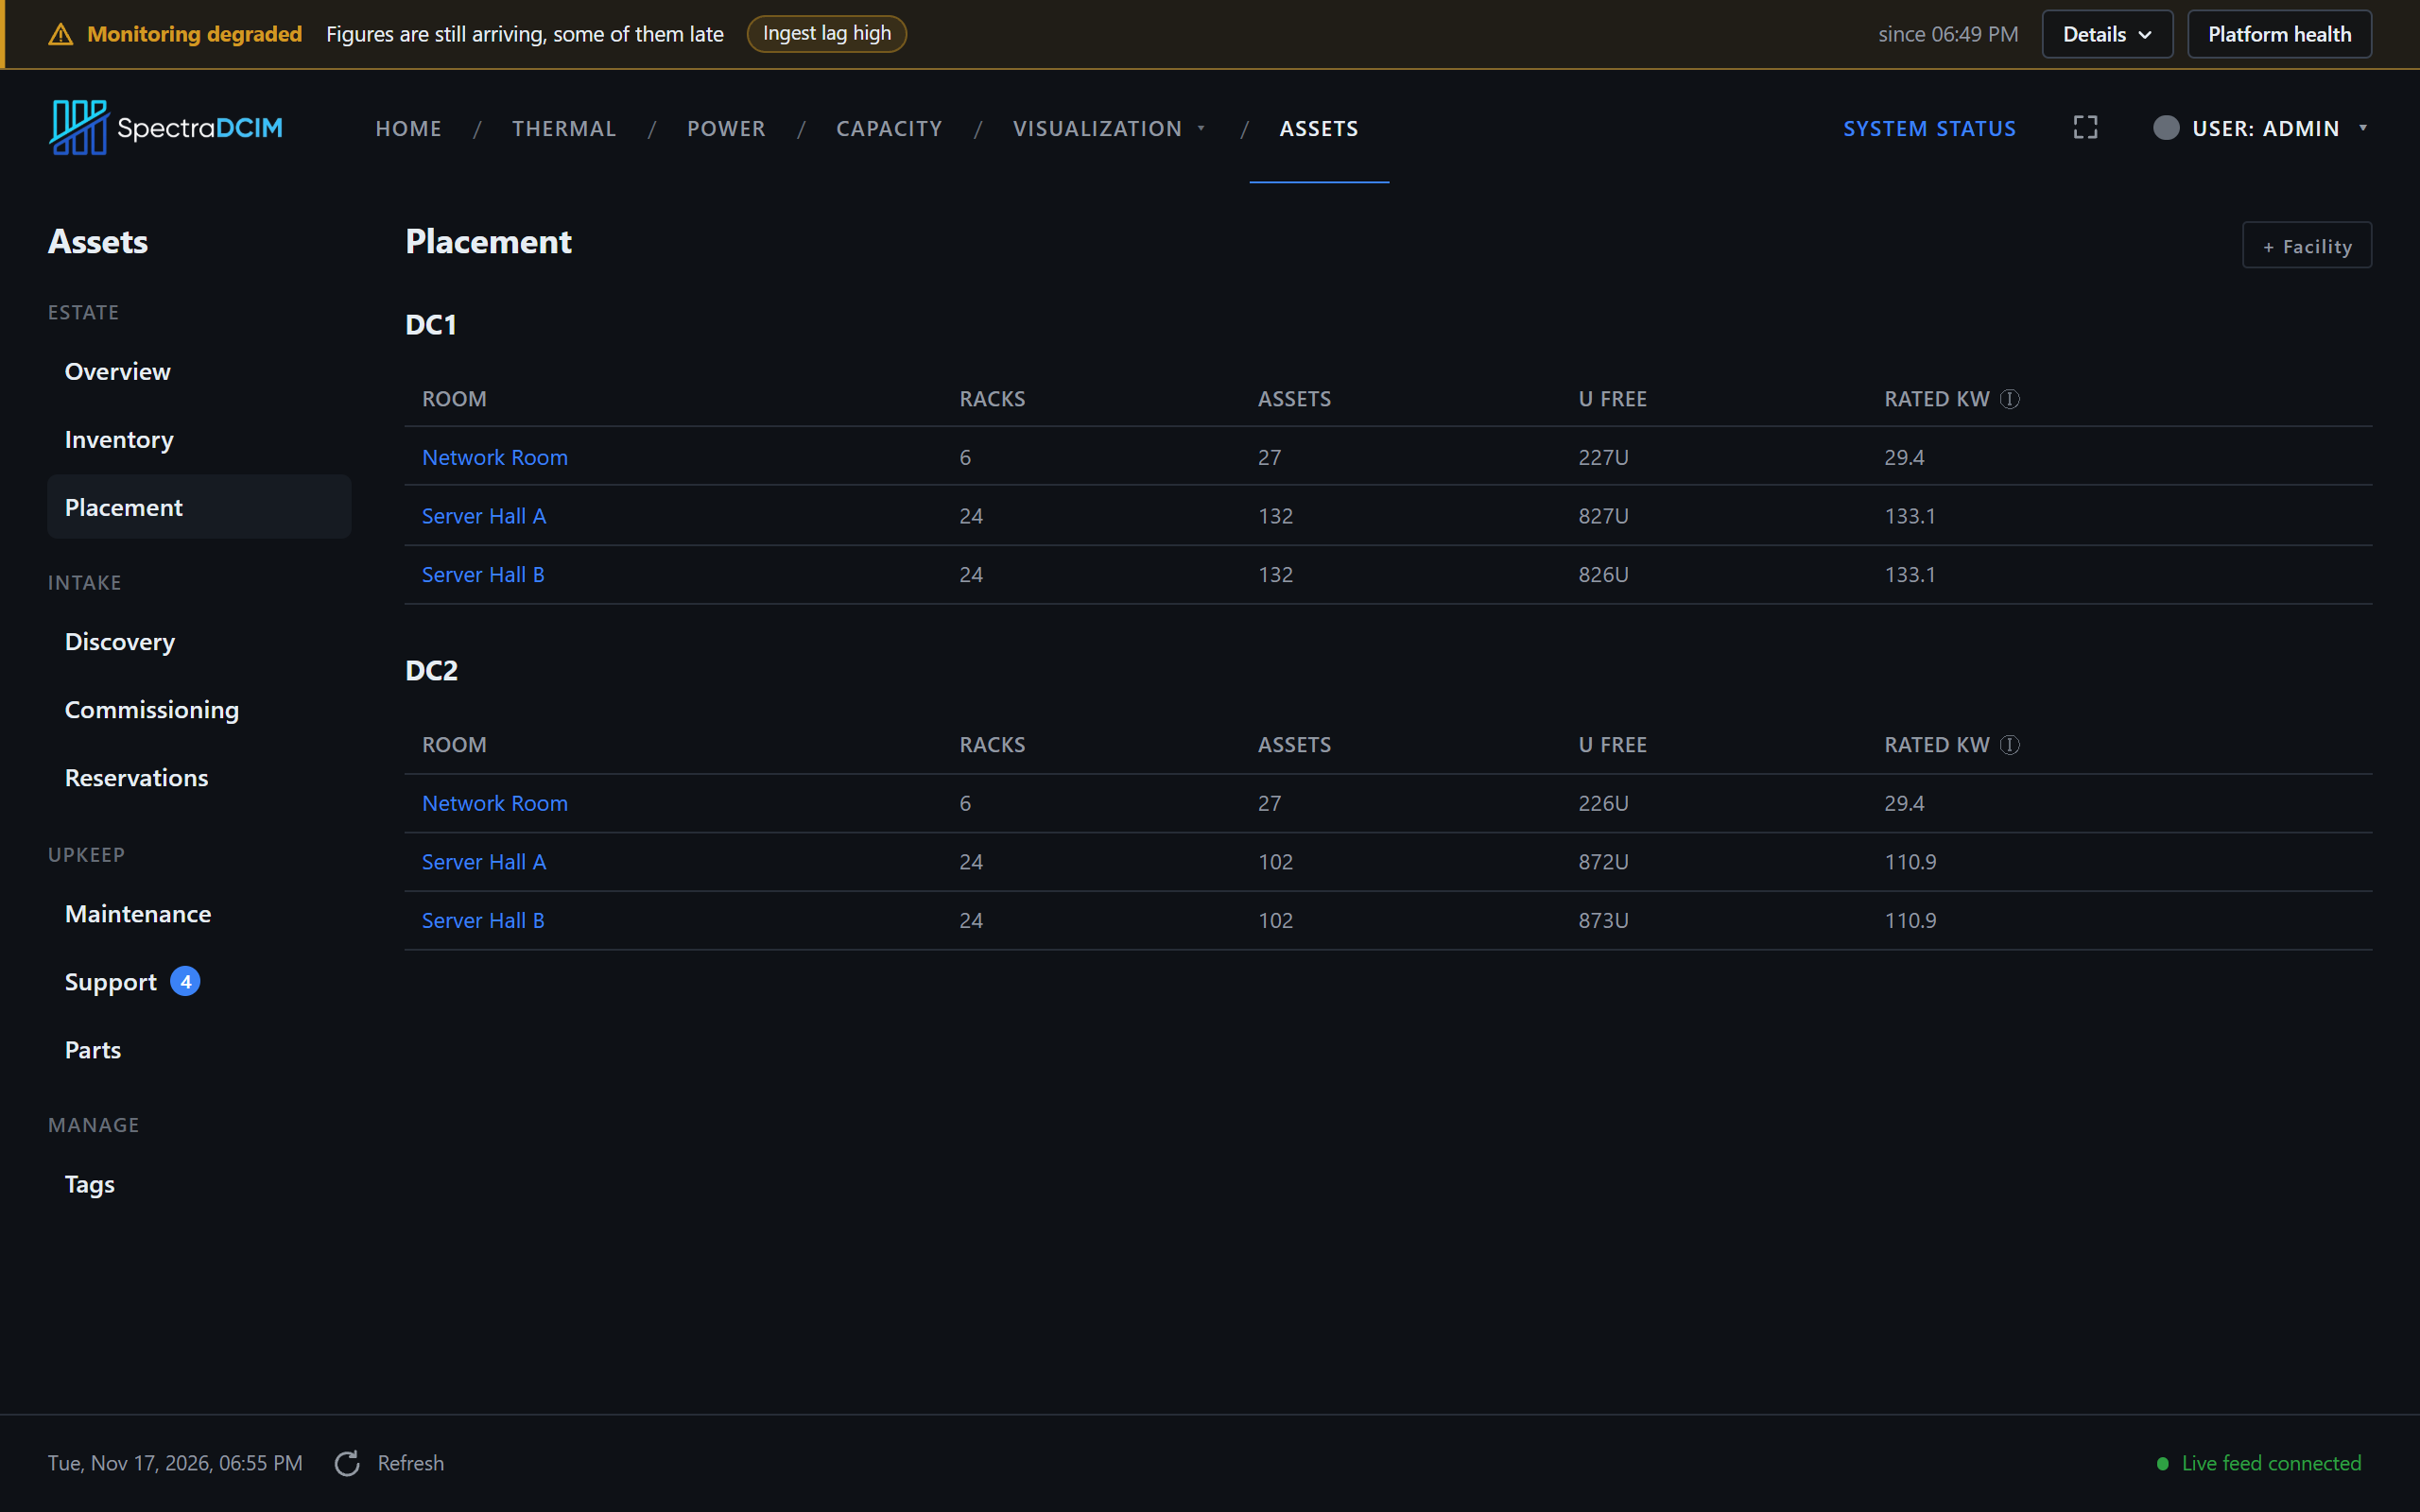 Monitoring degraded Figures are still arriving, some of them late Ingest lag high since 06:49 PM Details Platform health
SpectraDCIM HOME / THERMAL / POWER / CAPACITY / VISUALIZATION / ASSETS SYSTEM STATUS USER: ADMIN
Assets
ESTATE
Overview
Inventory
Placement
INTAKE
Discovery
Commissioning
Reservations
UPKEEP
Maintenance
Support 4
Parts
MANAGE
Tags
Placement + Facility
DC1
ROOM RACKS ASSETS U FREE RATED KW
Network Room 6 27 227U 29.4
Server Hall A 24 132 827U 133.1
Server Hall B 24 132 826U 133.1
DC2
ROOM RACKS ASSETS U FREE RATED KW
Network Room 6 27 226U 29.4
Server Hall A 24 102 872U 110.9
Server Hall B 24 102 873U 110.9
Tue, Nov 17, 2026, 06:55 PM Refresh Live feed connected